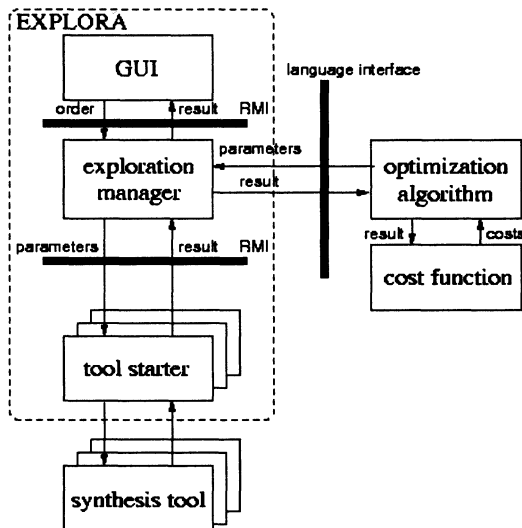 EXPLORA
GUI
language interface
order
result
RMI
parameters
exploration
manager
result
optimization
algorithm
parameters
result
RMI
result
costs
cost function
tool starter
synthesis tool